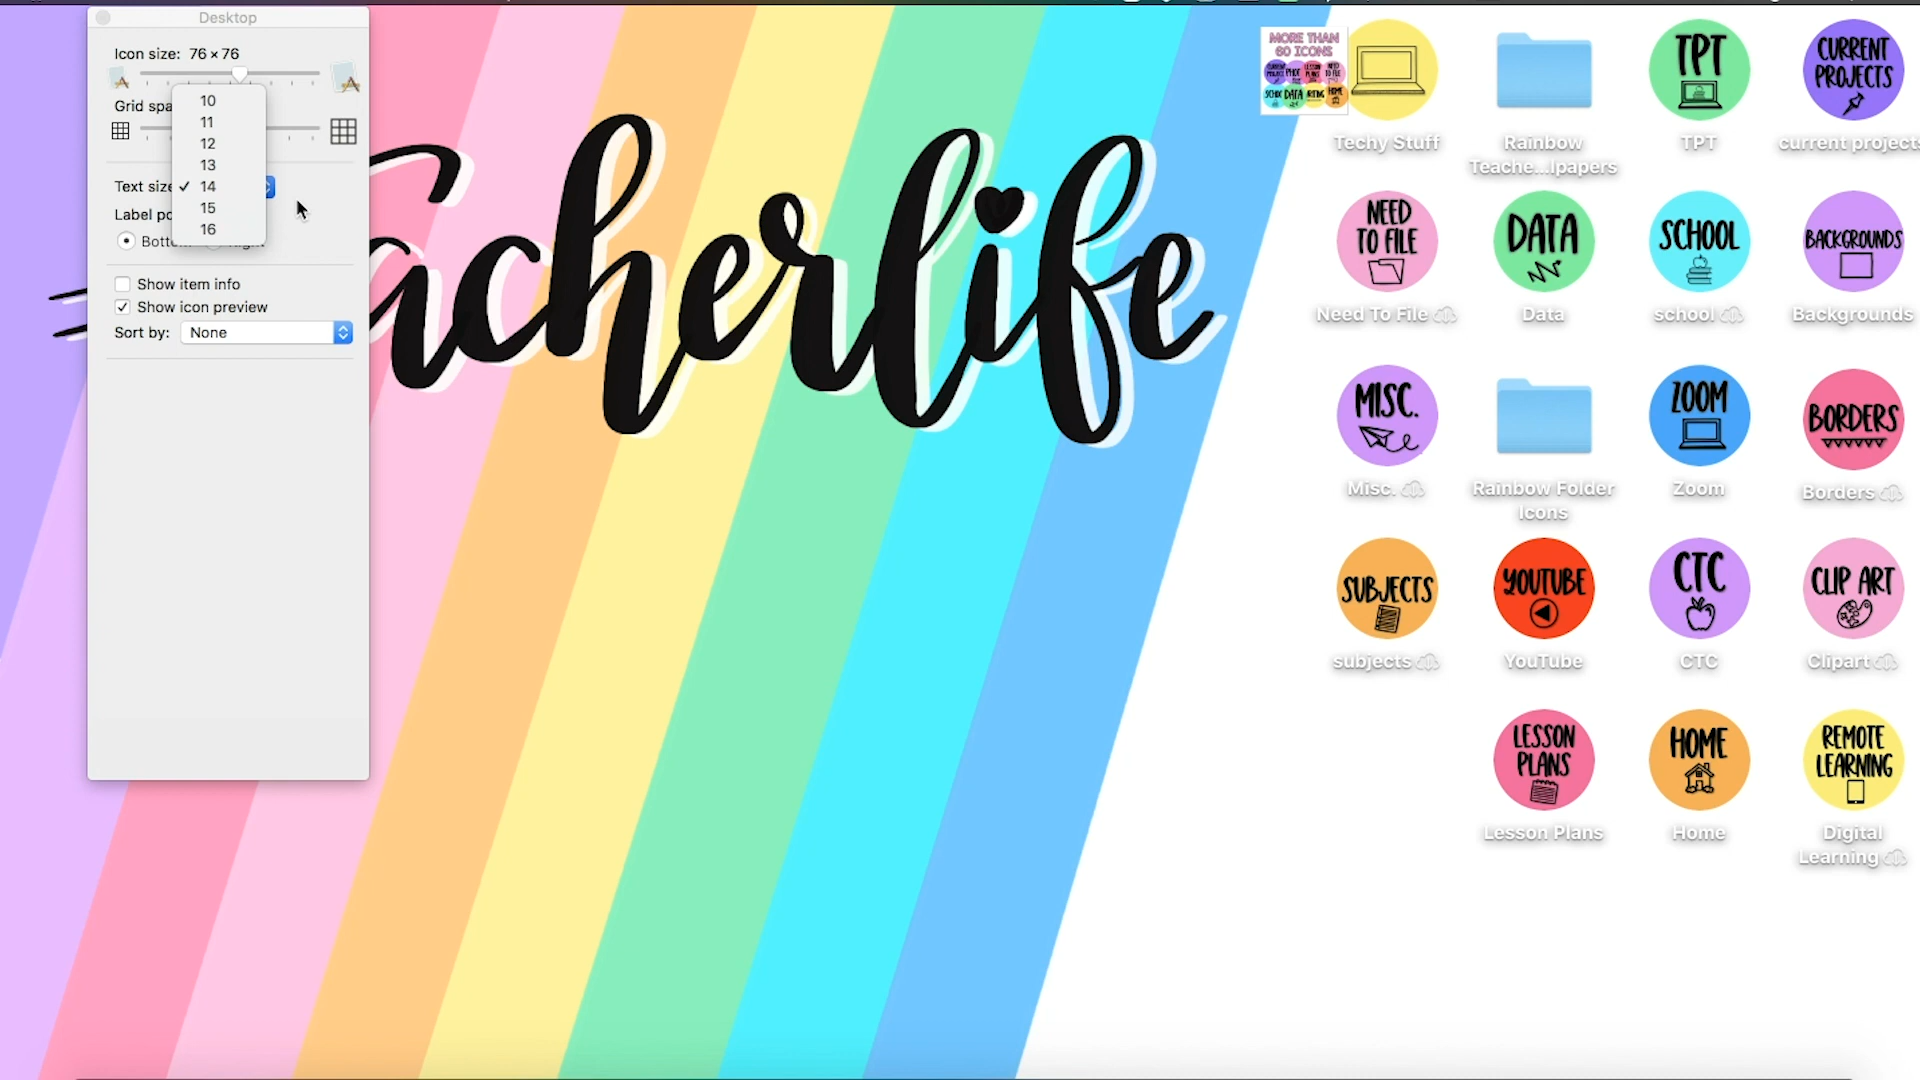 Desktop
Icon size: 76 × 76
Grid spa
10
11
12
13
Text size ✓ 14
15
16
Label po
Show item info
Show icon preview
Sort by: None
acherlife
MORE THAN
60 ICONS
Techy Stuff
Rainbow
Teache...lpapers
TPT
TPT
CURRENT
PROJECTS
current projects
NEED
TO FILE
Need To File
DATA
Data
SCHOOL
school
BACKGROUNDS
Backgrounds
MISC.
Misc.
Rainbow Folder
Icons
ZOOM
Zoom
BORDERS
Borders
SUBJECTS
subjects
YOUTUBE
YouTube
CTC
CTC
CLIP ART
Clipart
LESSON
PLANS
Lesson Plans
HOME
Home
REMOTE
LEARNING
Digital
Learning